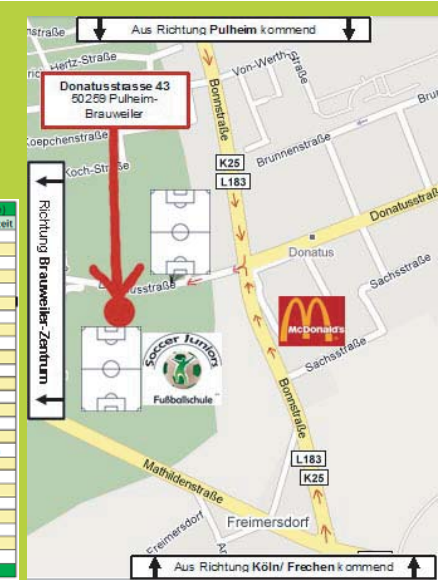 Aus Richtung Pulheim kommend
Hertz-Straße
Von-Werth-Straße
Donatusstrasse 43
50259 Pulheim-
Brauweiler
Bonnstraße
Koepchenstraße
K25
L183
Brunnenstraße
Koch-Straße
Richtung Brauweiler-Zentrum
Donatusstraße
Donatus
Sachsstraße
McDonald's
Soccer Juniors
Fußballschule
Sachsstraße
Bonnstraße
L183
K25
Mathildenstraße
Freimersdorf
Aus Richtung Köln/ Frechen kommend